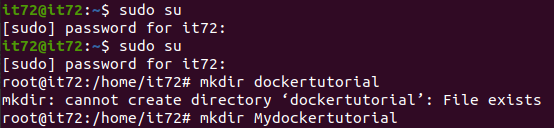 it72@it72:~$ sudo su
[sudo] password for it72:
it72@it72:~$ sudo su
[sudo] password for it72:
root@it72:/home/it72# mkdir dockertutorial
mkdir: cannot create directory ‘dockertutorial’: File exists
root@it72:/home/it72# mkdir Mydockertutorial